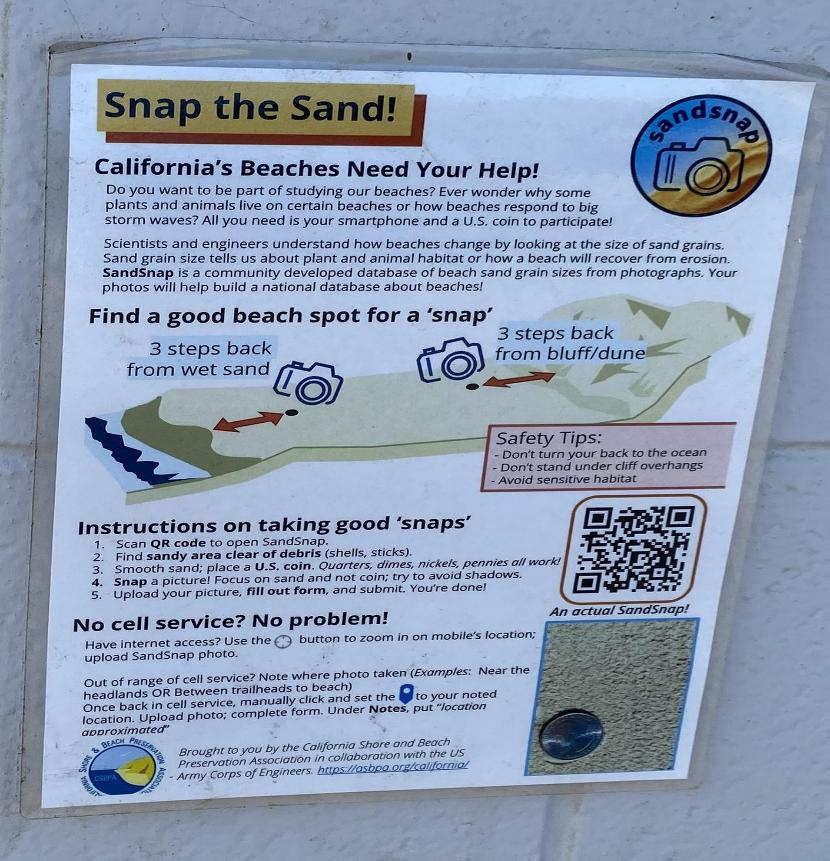 Snap the Sand!
sandsnap
California's Beaches Need Your Help!
Do you want to be part of studying our beaches? Ever wonder why some
plants and animals live on certain beaches or how beaches respond to big
storm waves? All you need is your smartphone and a U.S. coin to participate!
Scientists and engineers understand how beaches change by looking at the size of sand grains.
Sand grain size tells us about plant and animal habitat or how a beach will recover from erosion.
SandSnap is a community developed database of beach sand grain sizes from photographs. Your
photos will help build a national database about beaches!
Find a good beach spot for a 'snap'
3 steps back
from wet sand
3 steps back
from bluff/dune
Safety Tips:
- Don't turn your back to the ocean
- Don't stand under cliff overhangs
- Avoid sensitive habitat
Instructions on taking good 'snaps'
1. Scan QR code to open SandSnap.
2. Find sandy area clear of debris (shells, sticks).
3. Smooth sand; place a U.S. coin. Quarters, dimes, nickels, pennies all work!
4. Snap a picture! Focus on sand and not coin; try to avoid shadows.
5. Upload your picture, fill out form, and submit. You're done!
An actual SandSnap!
No cell service? No problem!
Have internet access? Use the button to zoom in on mobile's location;
upload SandSnap photo.
Out of range of cell service? Note where photo taken (Examples: Near the
headlands OR Between trailheads to beach)
Once back in cell service, manually click and set the to your noted
location. Upload photo; complete form. Under Notes, put "location
approximated"
CALIFORNIA SHORE & BEACH PRESERVATION ASSOCIATION
CSBPA
Brought to you by the California Shore and Beach
Preservation Association in collaboration with the US
Army Corps of Engineers. https://asbpa.org/california/